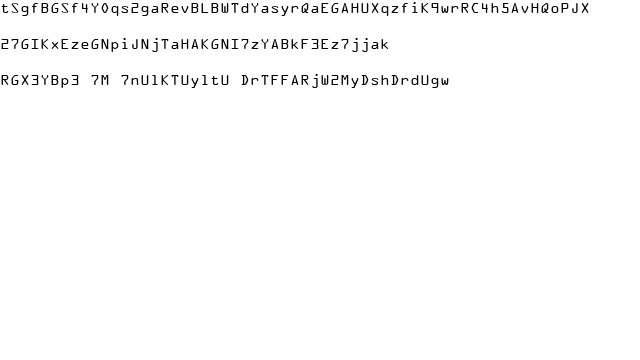 tSgfBGSf4Y0qs2gaRevBLBWTdYasyrQaEGAHUXqzfiK9wrRC4h5AvHQoPJX
27GIKxEzeGNpiJNjTaHAKGNI7zYABkF3Ez7jjak
RGX3YBp3 7M 7nUlKTUyltU DrTFFARjW2MyDshDrdUgw